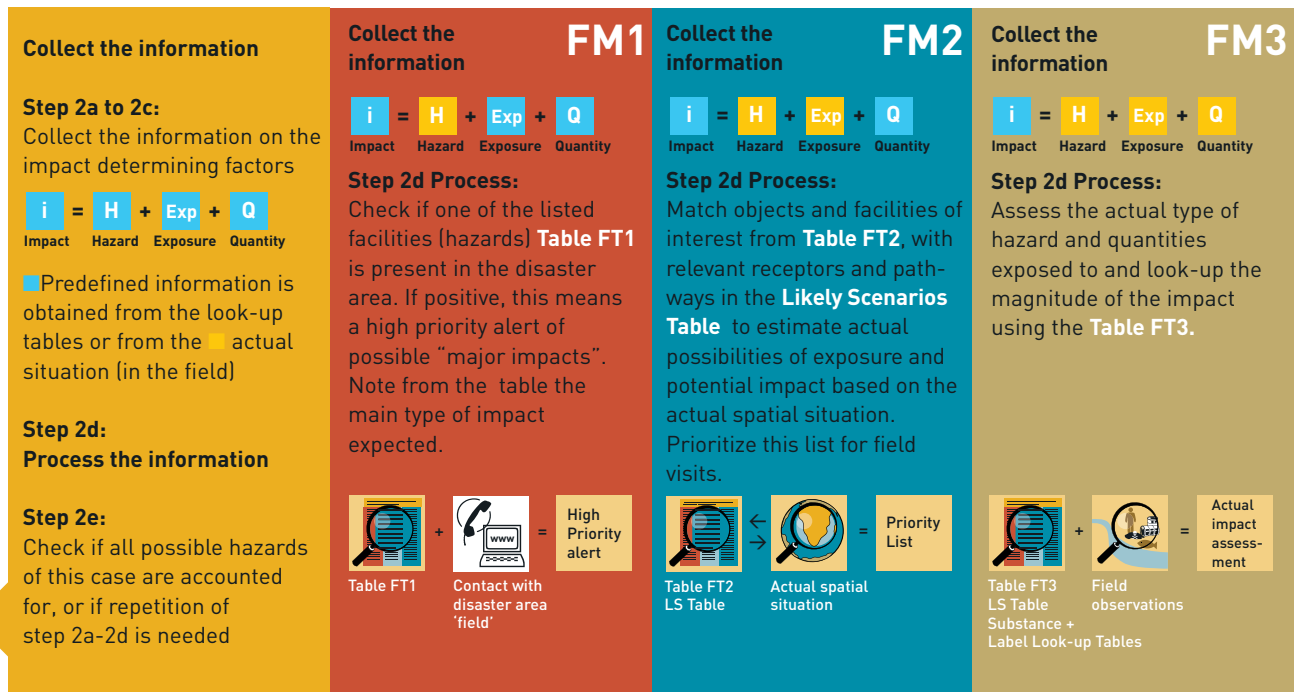 Collect the information
Step 2a to 2c:
Collect the information on the
impact determining factors
i = H + Exp + Q
Impact Hazard Exposure Quantity
Predefined information is
obtained from the look-up
tables or from the actual
situation (in the field)
Step 2d:
Process the information
Step 2e:
Check if all possible hazards
of this case are accounted
for, or if repetition of
step 2a-2d is needed
Collect the
information
FM1
i = H + Exp + Q
Impact Hazard Exposure Quantity
Step 2d Process:
Check if one of the listed
facilities (hazards) Table FT1
is present in the disaster
area. If positive, this means
a high priority alert of
possible “major impacts”.
Note from the table the
main type of impact
expected.
+
www
=
High
Priority
alert
Table FT1
Contact with
disaster area
‘field’
Collect the
information
FM2
i = H + Exp + Q
Impact Hazard Exposure Quantity
Step 2d Process:
Match objects and facilities of
interest from Table FT2, with
relevant receptors and path-
ways in the Likely Scenarios
Table to estimate actual
possibilities of exposure and
potential impact based on the
actual spatial situation.
Prioritize this list for field
visits.
=
Priority
List
Table FT2
LS Table
Actual spatial
situation
Collect the
information
FM3
i = H + Exp + Q
Impact Hazard Exposure Quantity
Step 2d Process:
Assess the actual type of
hazard and quantities
exposed to and look-up the
magnitude of the impact
using the Table FT3.
+
=
Actual
impact
assess-
ment
Table FT3
LS Table
Substance +
Label Look-up Tables
Field
observations